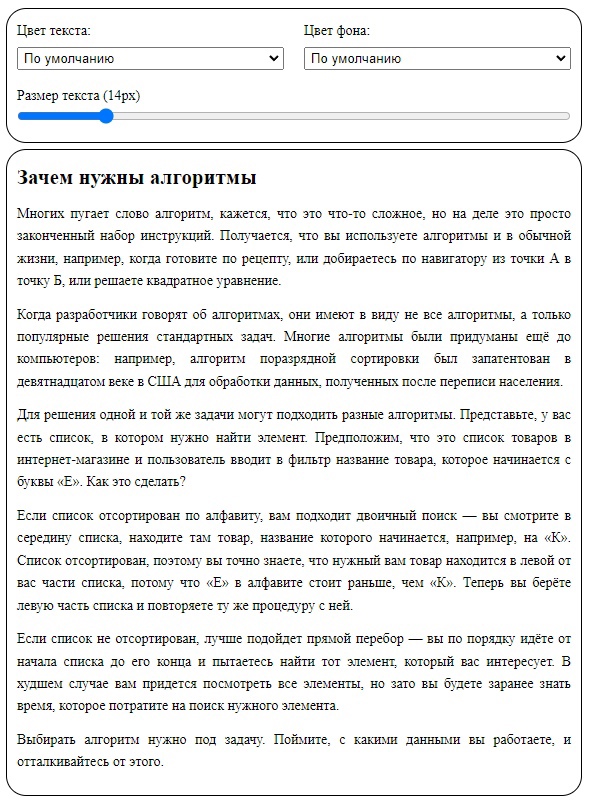 Цвет текста:
Цвет фона:
По умолчанию
По умолчанию
Размер текста (14px)
Зачем нужны алгоритмы
Многих пугает слово алгоритм, кажется, что это что-то сложное, но на деле это просто
законченный набор инструкций. Получается, что вы используете алгоритмы и в обычной
жизни, например, когда готовите по рецепту, или добираетесь по навигатору из точки А в
точку Б, или решаете квадратное уравнение.
Когда разработчики говорят об алгоритмах, они имеют в виду не все алгоритмы, а только
популярные решения стандартных задач. Многие алгоритмы были придуманы ещё до
компьютеров: например, алгоритм поразрядной сортировки был запатентован в
девятнадцатом веке в США для обработки данных, полученных после переписи населения.
Для решения одной и той же задачи могут подходить разные алгоритмы. Представьте, у вас
есть список, в котором нужно найти элемент. Предположим, что это список товаров в
интернет-магазине и пользователь вводит в фильтр название товара, которое начинается с
буквы «Е». Как это сделать?
Если список отсортирован по алфавиту, вам подходит двоичный поиск — вы смотрите в
середину списка, находите там товар, название которого начинается, например, на «К».
Список отсортирован, поэтому вы точно знаете, что нужный вам товар находится в левой от
вас части списка, потому что «Е» в алфавите стоит раньше, чем «К». Теперь вы берёте
левую часть списка и повторяете ту же процедуру с ней.
Если список не отсортирован, лучше подойдет прямой перебор — вы по порядку идёте от
начала списка до его конца и пытаетесь найти тот элемент, который вас интересует. В
худшем случае вам придется посмотреть все элементы, но зато вы будете заранее знать
время, которое потратите на поиск нужного элемента.
Выбирать алгоритм нужно под задачу. Поймите, с какими данными вы работаете, и
отталкивайтесь от этого.